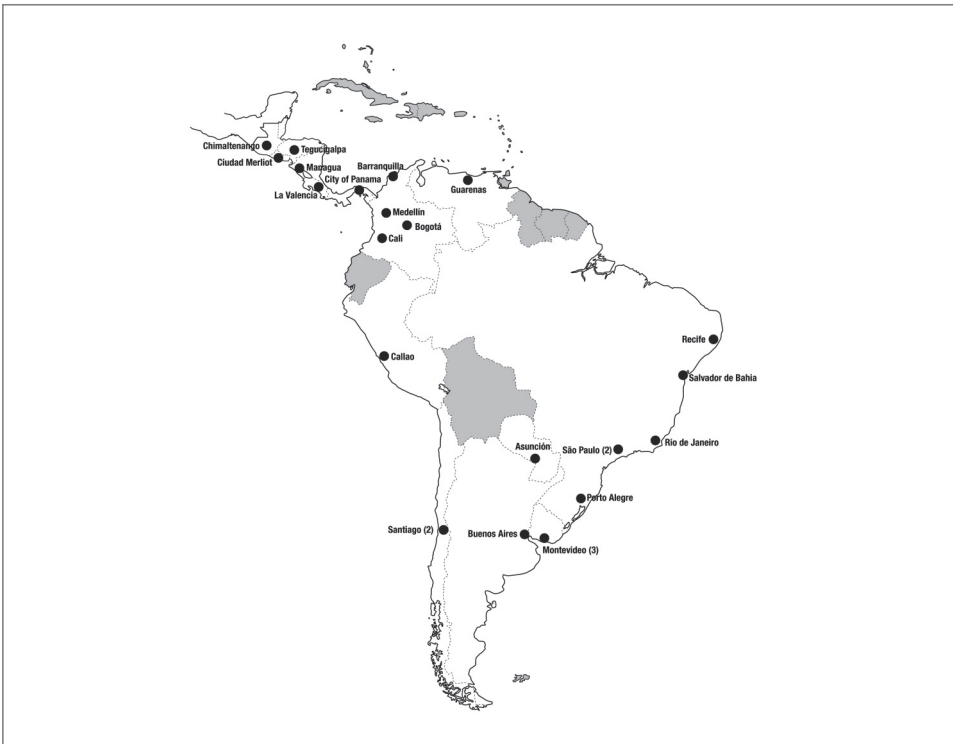 Chimaltenango
Tegucigalpa
Ciudad Merliot
Managua
Barranquilla
City of Panama
La Valencia
Guarenas
Medellín
Bogotá
Cali
Recife
Callao
Salvador de Bahia
Rio de Janeiro
Asunción
São Paulo (2)
Porto Alegre
Santiago (2)
Buenos Aires
Montevideo (3)